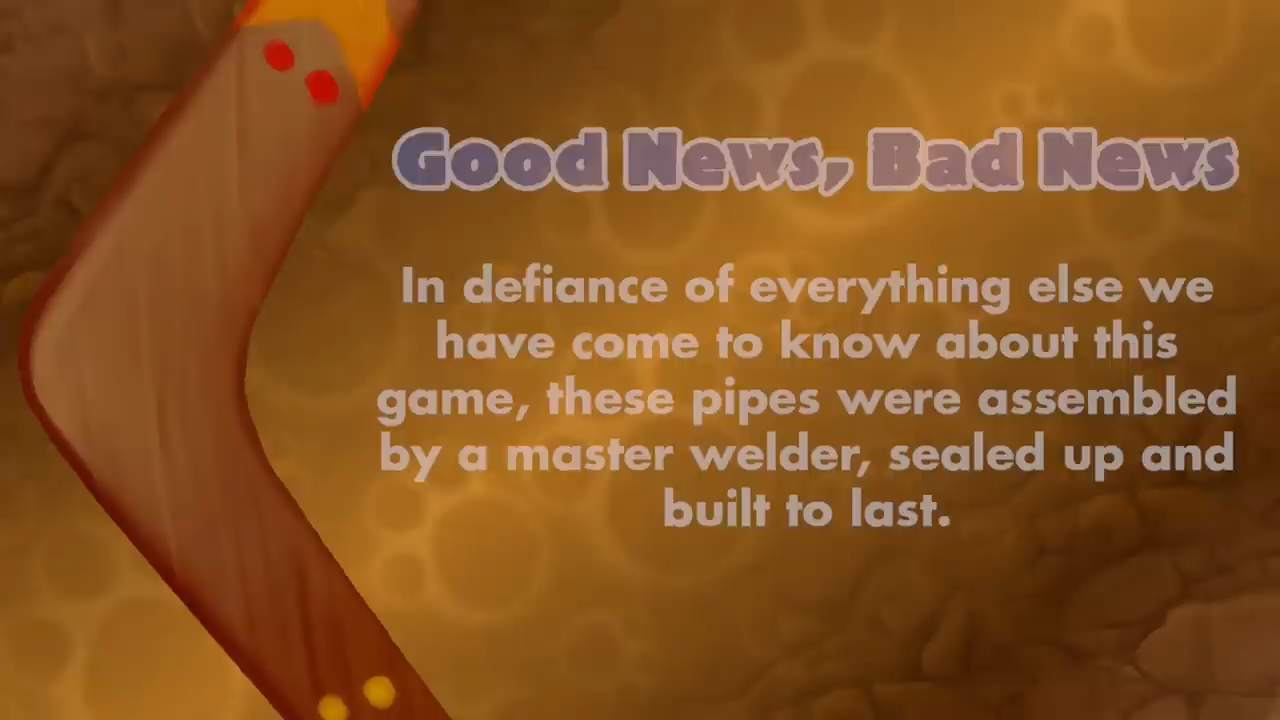 Good News, Bad News
In defiance of everything else we
have come to know about this
game, these pipes were assembled
by a master welder, sealed up and
built to last.